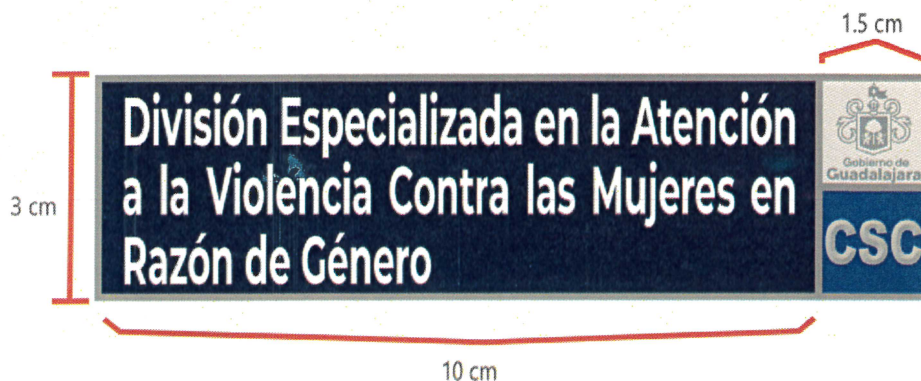 1.5 cm
División Especializada en la Atención
a la Violencia Contra las Mujeres en
Razón de Género
Gobierno de
Guadalajara
CSC
3 cm
10 cm